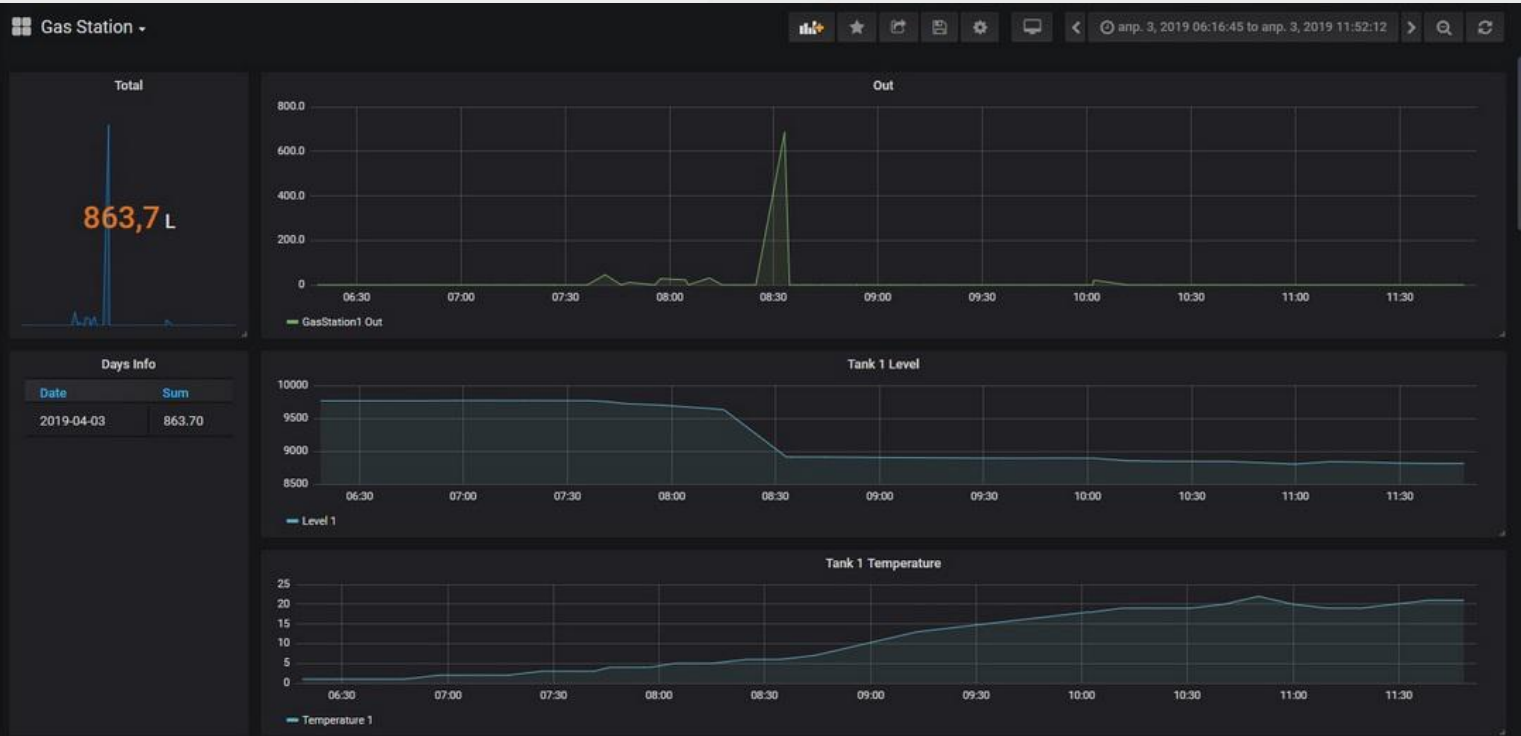 Gas Station
апр. 3, 2019 06:16:45 to апр. 3, 2019 11:52:12
Total
863,7 L
Out
800.0
600.0
400.0
200.0
0
06:30 07:00 07:30 08:00 08:30 09:00 09:30 10:00 10:30 11:00 11:30
GasStation1 Out
Days Info
Date Sum
2019-04-03 863.70
Tank 1 Level
10000
9500
9000
8500
06:30 07:00 07:30 08:00 08:30 09:00 09:30 10:00 10:30 11:00 11:30
Level 1
Tank 1 Temperature
25
20
15
10
5
0
06:30 07:00 07:30 08:00 08:30 09:00 09:30 10:00 10:30 11:00 11:30
Temperature 1